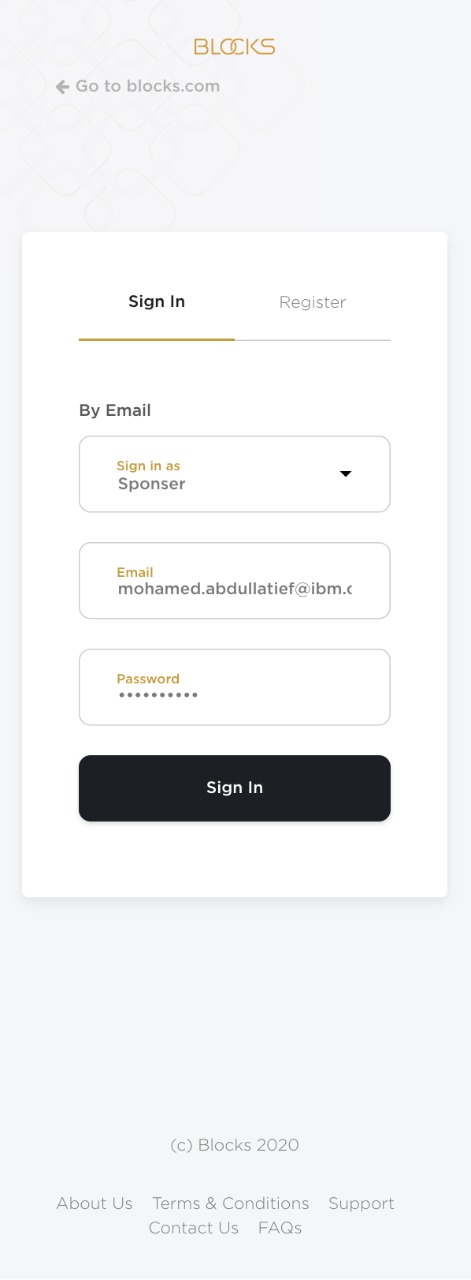 BLOCKS
Go to blocks.com
Sign In Register
By Email
Sign in as
Sponser
Email
mohamed.abdullatief@ibm.c
Password
••••••••••
Sign In
(c) Blocks 2020
About Us Terms & Conditions Support
Contact Us FAQs